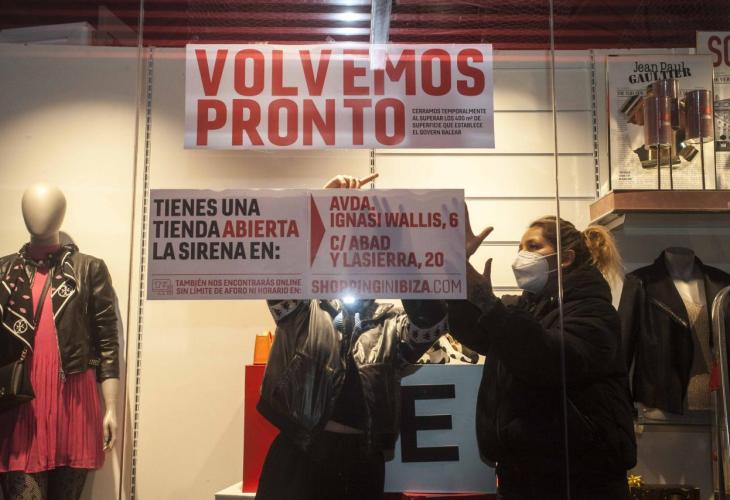 VOLVEMOS
PRONTO
CERRAMOS TEMPORALMENTE
AL SUPERAR LOS 400 m² DE
SUPERFICIE QUE ESTABLECE
EL GOVERN BALEAR
Jean Paul
GAULTIER
SO
TIENES UNA
TIENDA ABIERTA
LA SIRENA EN:
AVDA.
IGNASI WALLIS, 6
C/ ABAD
Y LASIERRA, 20
TAMBIÉN NOS ENCONTRARÁS ONLINE
SIN LÍMITE DE AFORO NI HORARIO EN:
SHOPPINGINIBIZA.COM
E